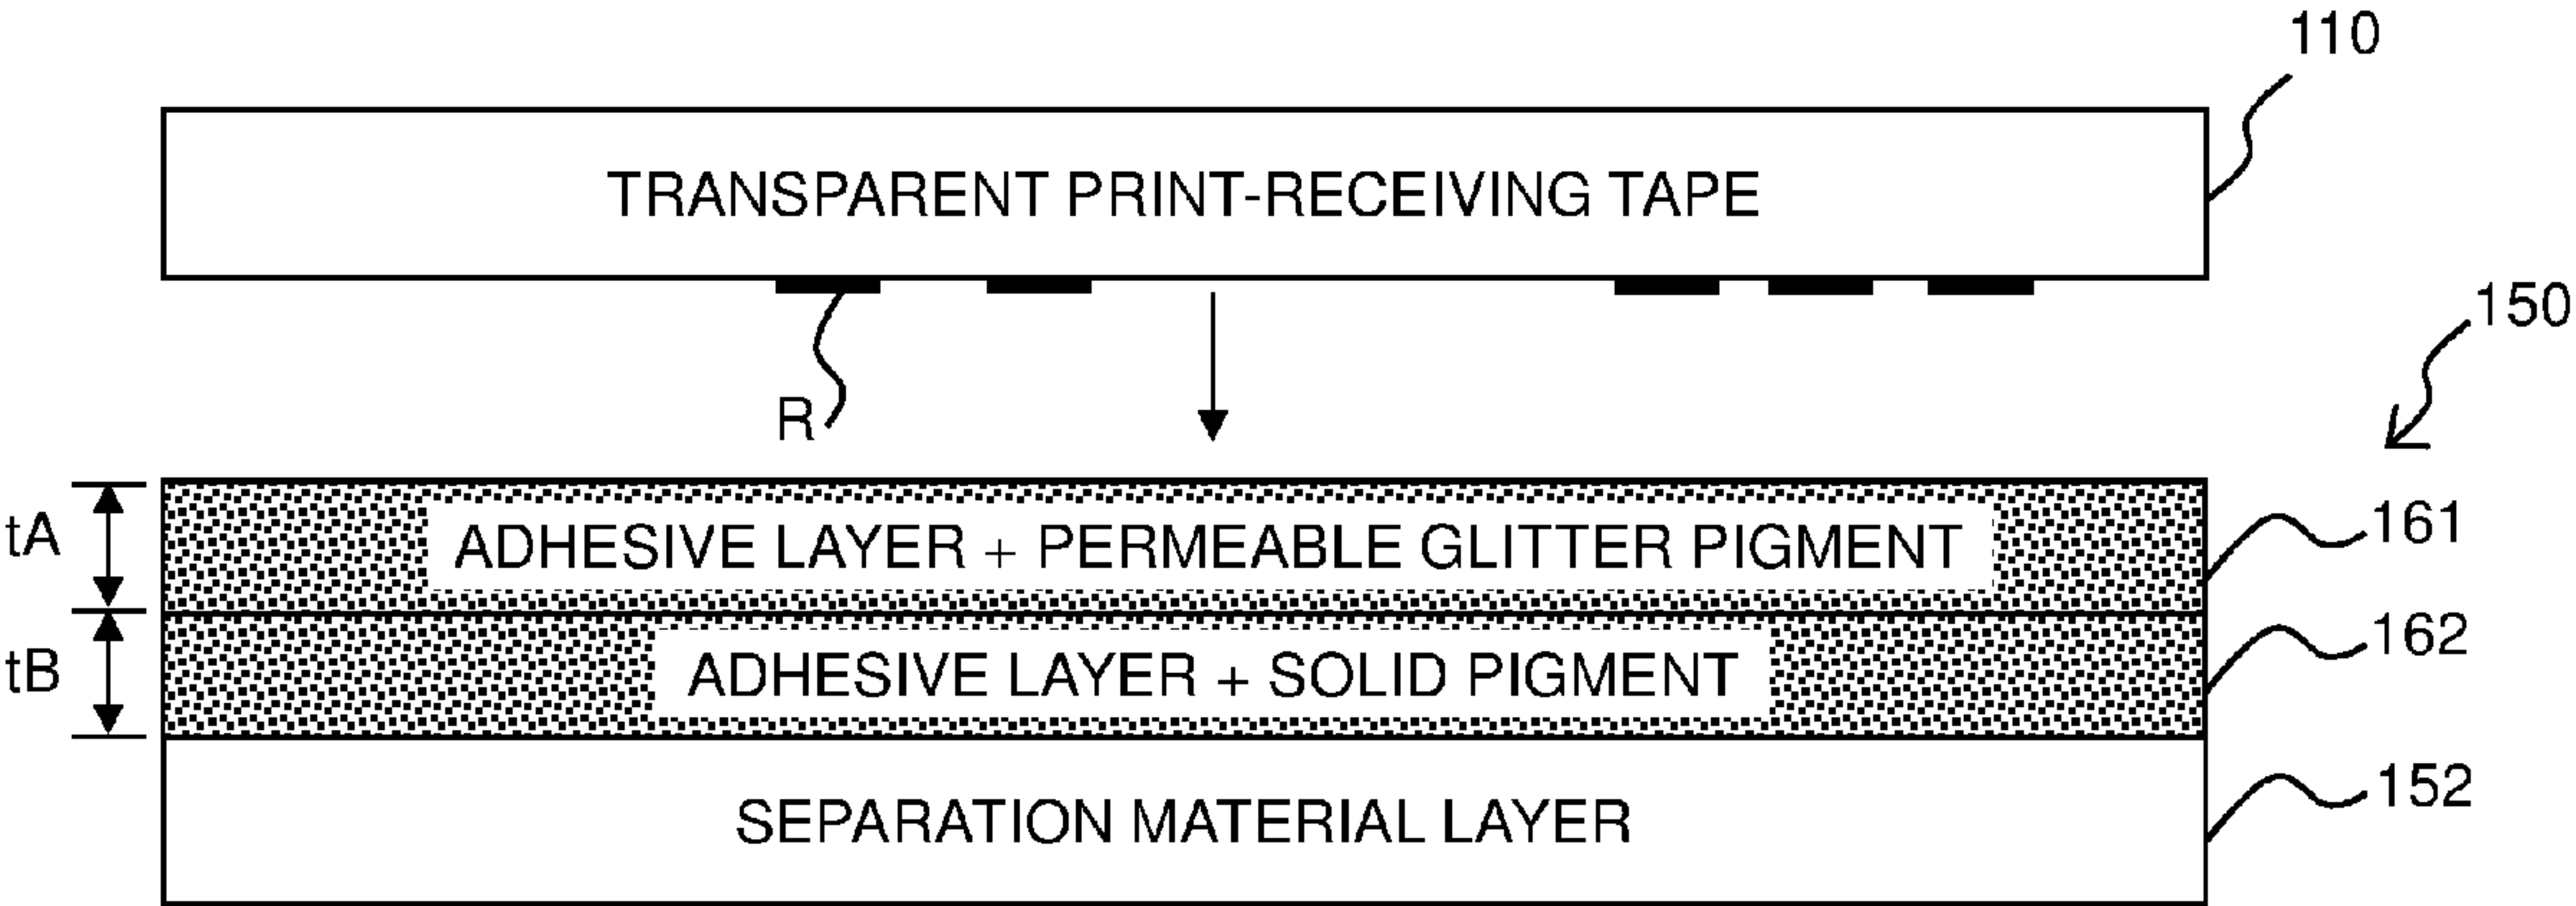 110
TRANSPARENT PRINT-RECEIVING TAPE
150
R
tA
ADHESIVE LAYER + PERMEABLE GLITTER PIGMENT
161
tB
ADHESIVE LAYER + SOLID PIGMENT
162
SEPARATION MATERIAL LAYER
152